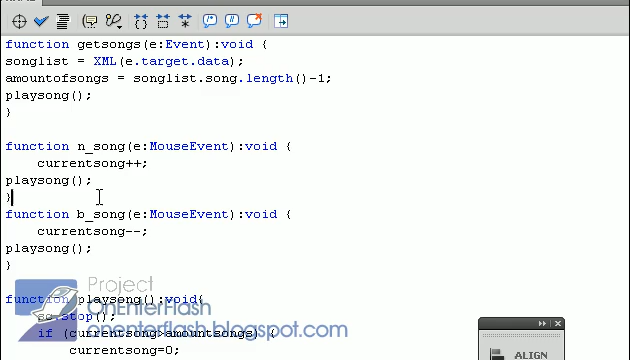 function getsongs (e:Event):void {
songlist = XML(e.target.data);
amountofsongs = songlist.song.length()-1;
playsong();
}
function n_song(e:MouseEvent):void {
currentsong++;
playsong();
}
function b_song(e:MouseEvent):void {
currentsong--;
playsong();
}
Project
function playsong():void{
OnEnterFlash
sc.stop();
onenterflash.blogspot.com
if (currentsong>amountsongs) {
currentsong=0;
ALIGN